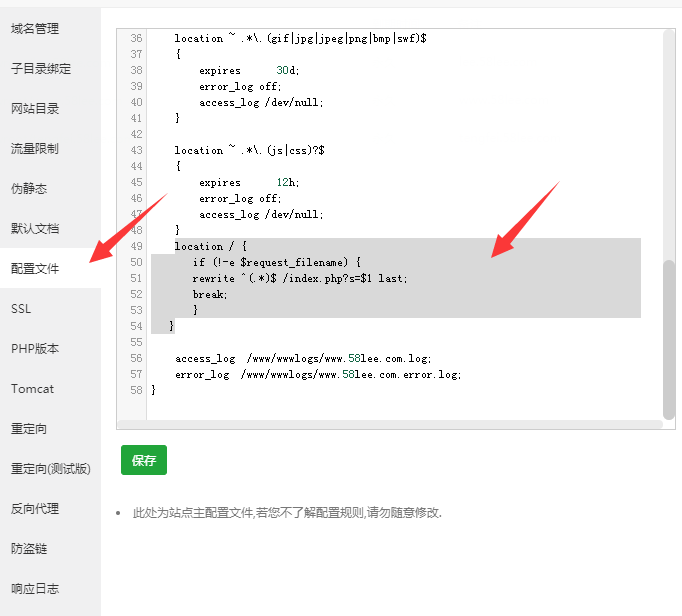 域名管理
子目录绑定
网站目录
流量限制
伪静态
默认文档
配置文件
SSL
PHP版本
Tomcat
重定向
重定向(测试版)
反向代理
防盗链
响应日志
36 location ~ .*\.(gif|jpg|jpeg|png|bmp|swf)$
37 {
38 expires 30d;
39 error_log off;
40 access_log /dev/null;
41 }
42
43 location ~ .*\.(js|css)?$
44 {
45 expires 12h;
46 error_log off;
47 access_log /dev/null;
48 }
49 location / {
50 if (!-e $request_filename) {
51 rewrite ^(.*)$ /index.php?s=$1 last;
52 break;
53 }
54 }
55
56 access_log /www/wwwlogs/www.58lee.com.log;
57 error_log /www/wwwlogs/www.58lee.com.error.log;
58 }
保存
此处为站点主配置文件,若您不了解配置规则,请勿随意修改.